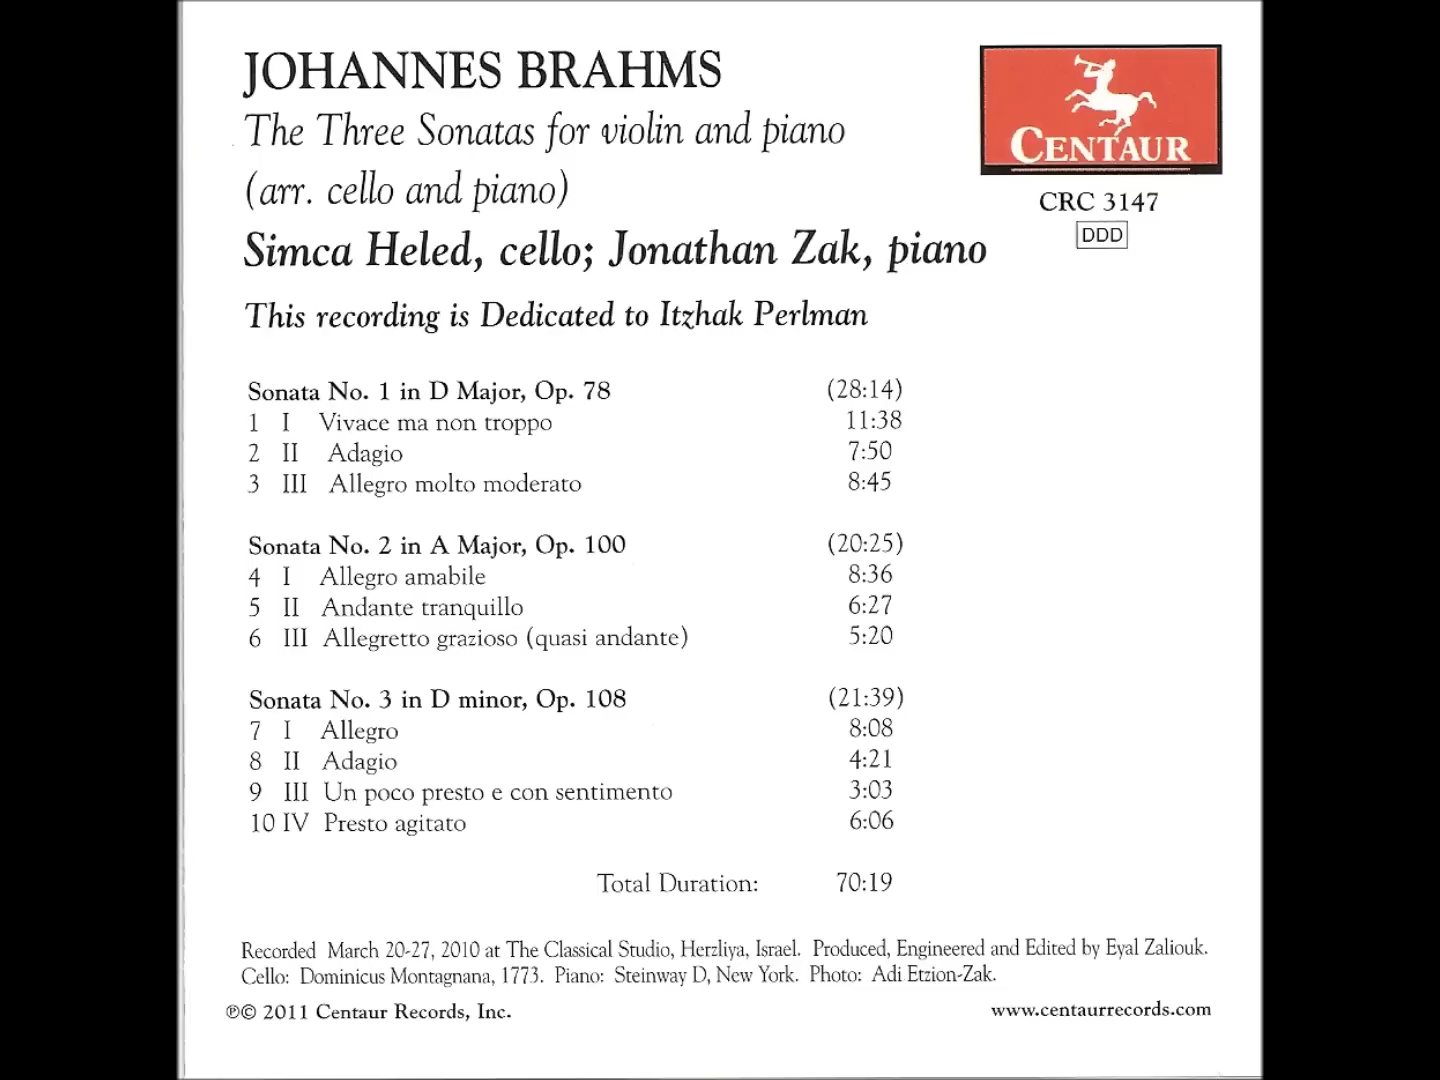 JOHANNES BRAHMS
The Three Sonatas for violin and piano
(arr. cello and piano)
Simca Heled, cello; Jonathan Zak, piano
This recording is Dedicated to Itzhak Perlman
CENTAUR
CRC 3147
DDD
Sonata No. 1 in D Major, Op. 78 (28:14)
1 I Vivace ma non troppo 11:38
2 II Adagio 7:50
3 III Allegro molto moderato 8:45
Sonata No. 2 in A Major, Op. 100 (20:25)
4 I Allegro amabile 8:36
5 II Andante tranquillo 6:27
6 III Allegretto grazioso (quasi andante) 5:20
Sonata No. 3 in D minor, Op. 108 (21:39)
7 I Allegro 8:08
8 II Adagio 4:21
9 III Un poco presto e con sentimento 3:03
10 IV Presto agitato 6:06
Total Duration: 70:19
Recorded March 20-27, 2010 at The Classical Studio, Herzliya, Israel. Produced, Engineered and Edited by Eyal Zaliouk.
Cello: Dominicus Montagnana, 1773. Piano: Steinway D, New York. Photo: Adi Etzion-Zak.
℗© 2011 Centaur Records, Inc. www.centaurrecords.com